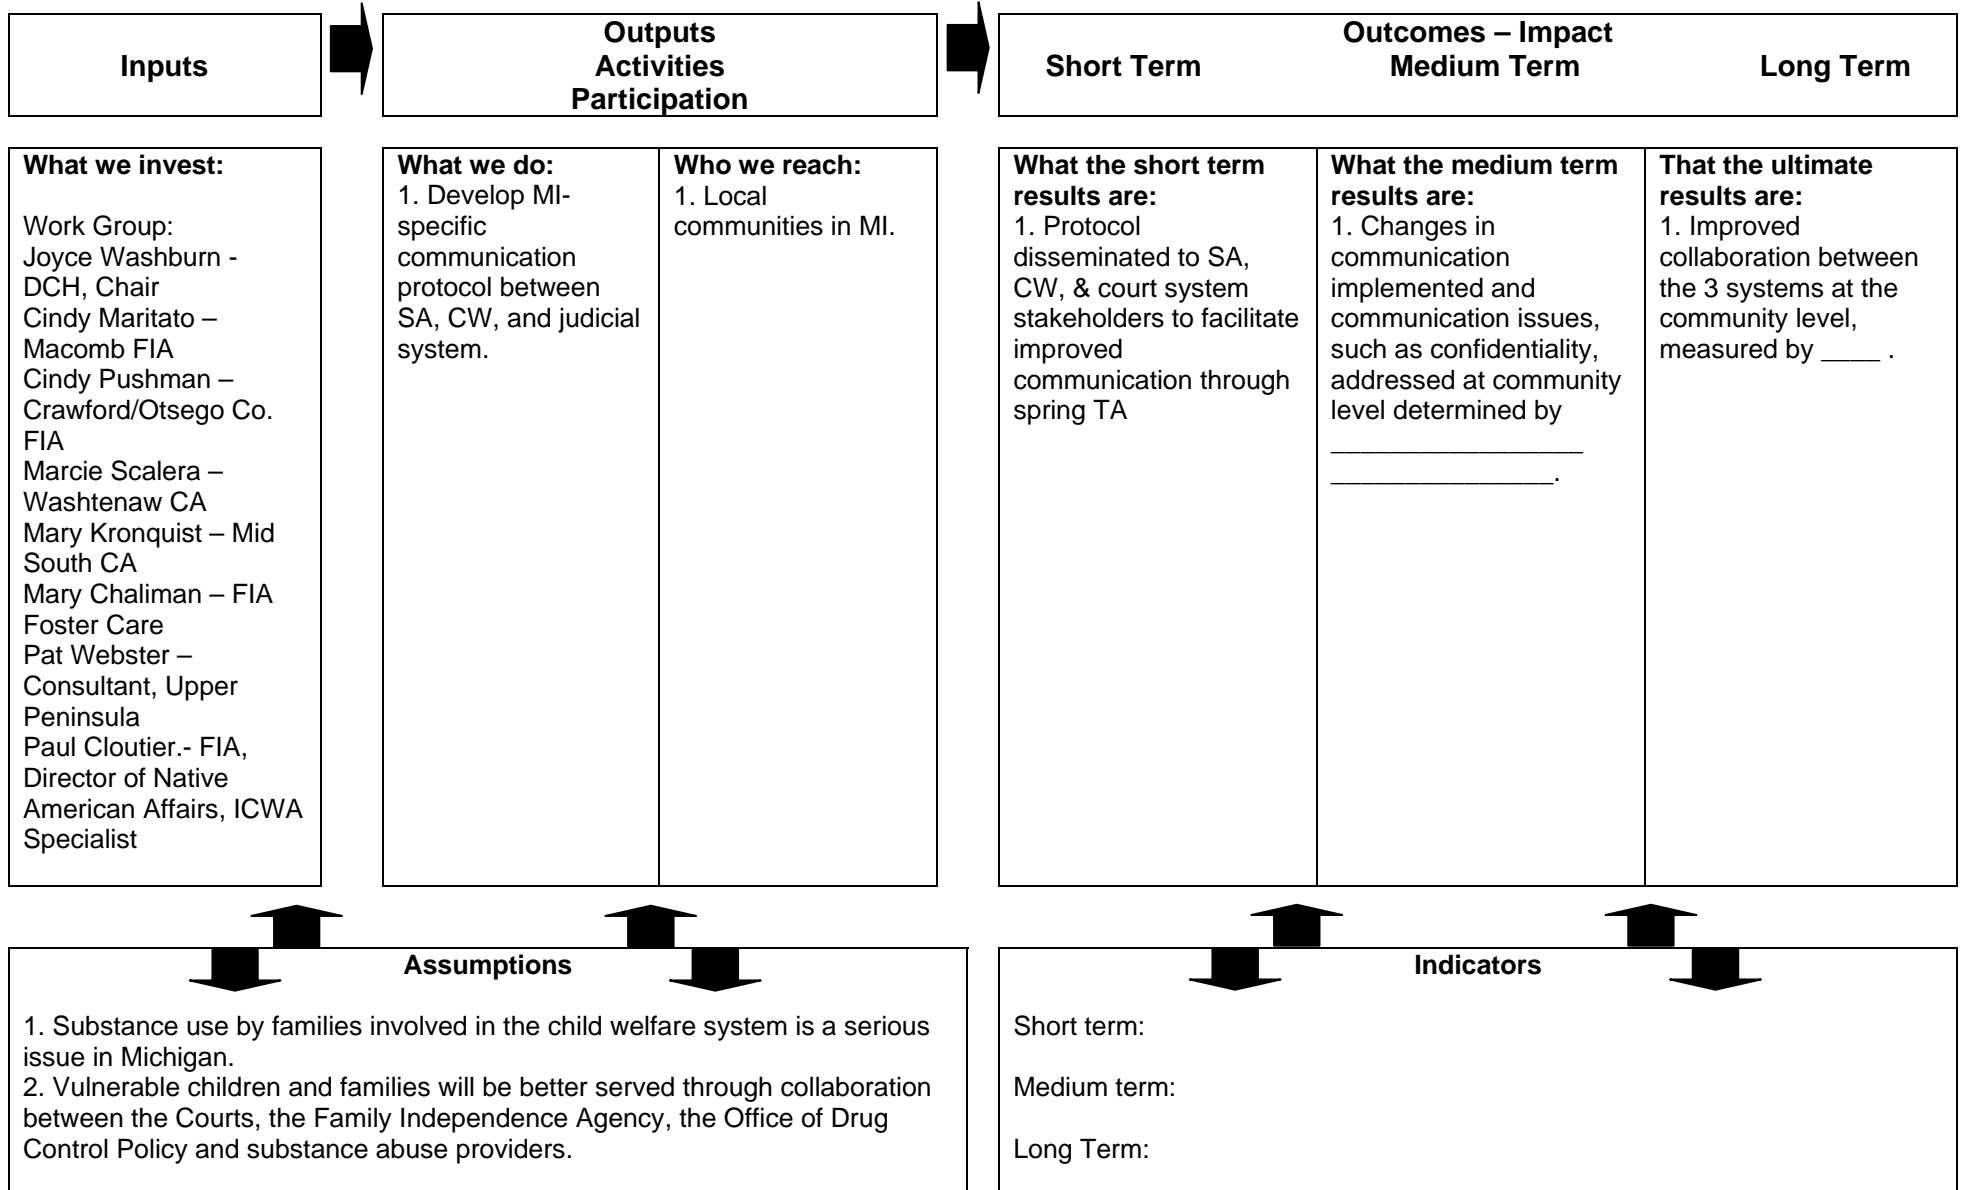 Inputs
Outputs
Activities
Participation
Outcomes – Impact
Short Term Medium Term Long Term
What we invest:
Work Group:
Joyce Washburn -
DCH, Chair
Cindy Maritato –
Macomb FIA
Cindy Pushman –
Crawford/Otsego Co.
FIA
Marcie Scalera –
Washtenaw CA
Mary Kronquist – Mid
South CA
Mary Chaliman – FIA
Foster Care
Pat Webster –
Consultant, Upper
Peninsula
Paul Cloutier.- FIA,
Director of Native
American Affairs, ICWA
Specialist
What we do:
1. Develop MI-
specific
communication
protocol between
SA, CW, and judicial
system.
Who we reach:
1. Local
communities in MI.
What the short term
results are:
1. Protocol
disseminated to SA,
CW, & court system
stakeholders to facilitate
improved
communication through
spring TA
What the medium term
results are:
1. Changes in
communication
implemented and
communication issues,
such as confidentiality,
addressed at community
level determined by
_________________
_______________.
That the ultimate
results are:
1. Improved
collaboration between
the 3 systems at the
community level,
measured by ____ .
Assumptions
1. Substance use by families involved in the child welfare system is a serious
issue in Michigan.
2. Vulnerable children and families will be better served through collaboration
between the Courts, the Family Independence Agency, the Office of Drug
Control Policy and substance abuse providers.
Indicators
Short term:
Medium term:
Long Term: